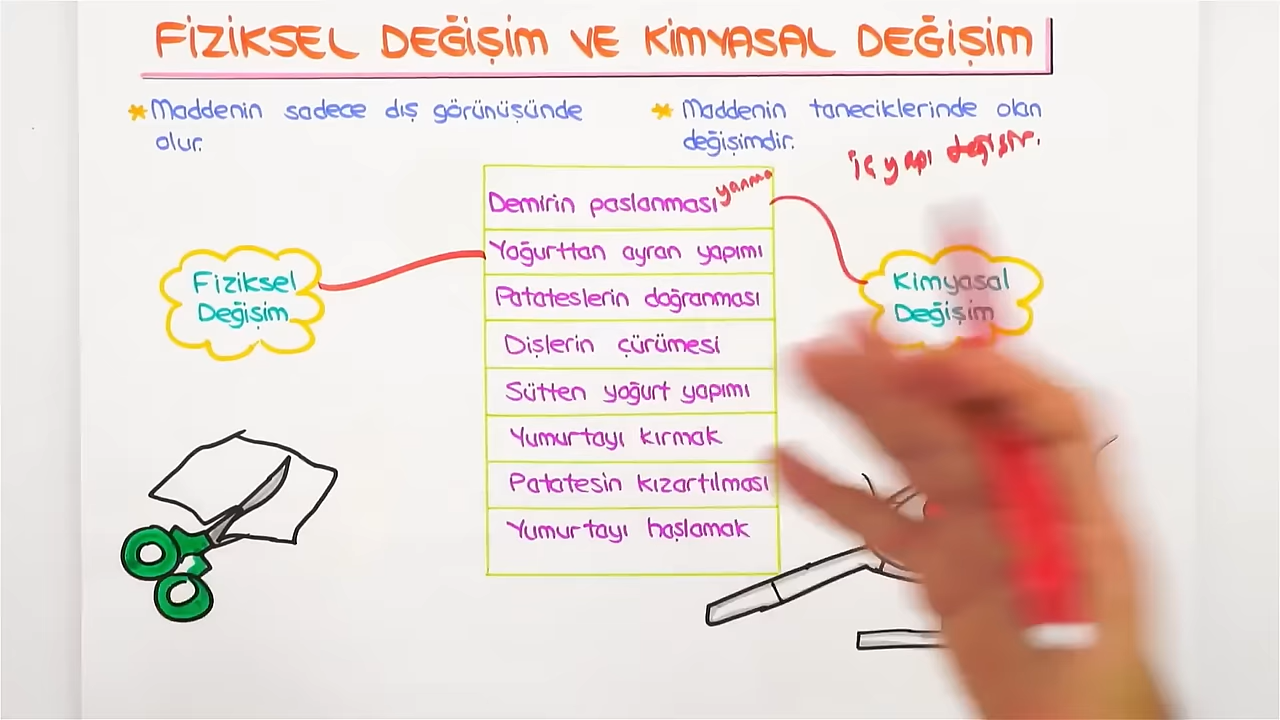 FİZİKSEL DEĞİŞİM VE KİMYASAL DEĞİŞİM
* Maddenin sadece dış görünüşünde
olur.
* Maddenin taneciklerinde olan
değişimdir.
iç yapı değişir.
Demirin paslanması yanma
Yoğurttan ayran yapımı
Patateslerin doğranması
Dişlerin çürümesi
Sütten yoğurt yapımı
Yumurtayı kırmak
Patatesin kızartılması
Yumurtayı haşlamak
Fiziksel
Değişim
Kimyasal
Değişim